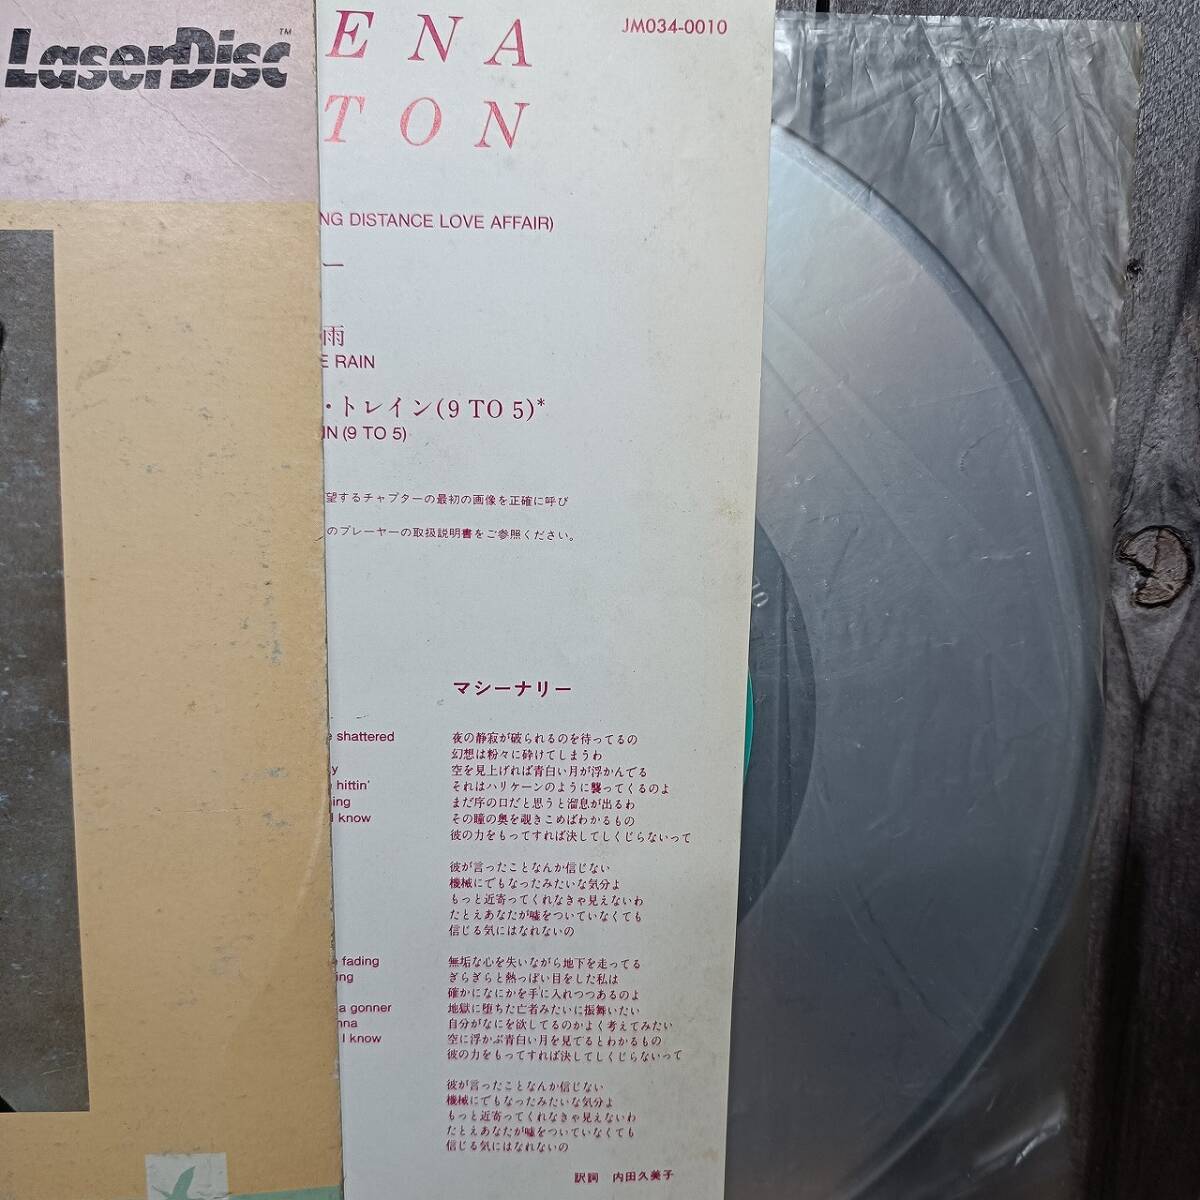 LaserDisc™
ENA
JM034-0010
TON
NG DISTANCE LOVE AFFAIR)
ー
雨
E RAIN
・トレイン(9 TO 5)*
IN (9 TO 5)
望するチャプターの最初の画像を正確に呼び
のプレーヤーの取扱説明書をご参照ください。
マシーナリー
shattered
夜の静寂が破られるのを待ってるの
幻想は粉々に砕けてしまうわ
y
空を見上げれば青白い月が浮かんでる
hittin'
それはハリケーンのように襲ってくるのよ
ing
まだ序の口だと思うと溜息が出るわ
I know
その瞳の奥を覗きこめばわかるもの
彼の力をもってすれば決してしくじらないって
彼が言ったことなんか信じない
機械にでもなったみたいな気分よ
もっと近寄ってくれなきゃ見えないわ
たとえあなたが嘘をついていなくても
信じる気にはなれないの
fading
無垢な心を失いながら地下を走ってる
ing
ぎらぎらと熱っぽい目をした私は
確かになにかを手に入れつつあるのよ
a gonner
地獄に堕ちた亡者みたいに振舞いたい
nna
自分がなにを欲してるのかよく考えてみたい
I know
空に浮かぶ青白い月を見てるとわかるもの
彼の力をもってすれば決してしくじらないって
彼が言ったことなんか信じない
機械にでもなったみたいな気分よ
もっと近寄ってくれなきゃ見えないわ
たとえあなたが嘘をついていなくても
信じる気にはなれないの
訳詞 内田久美子